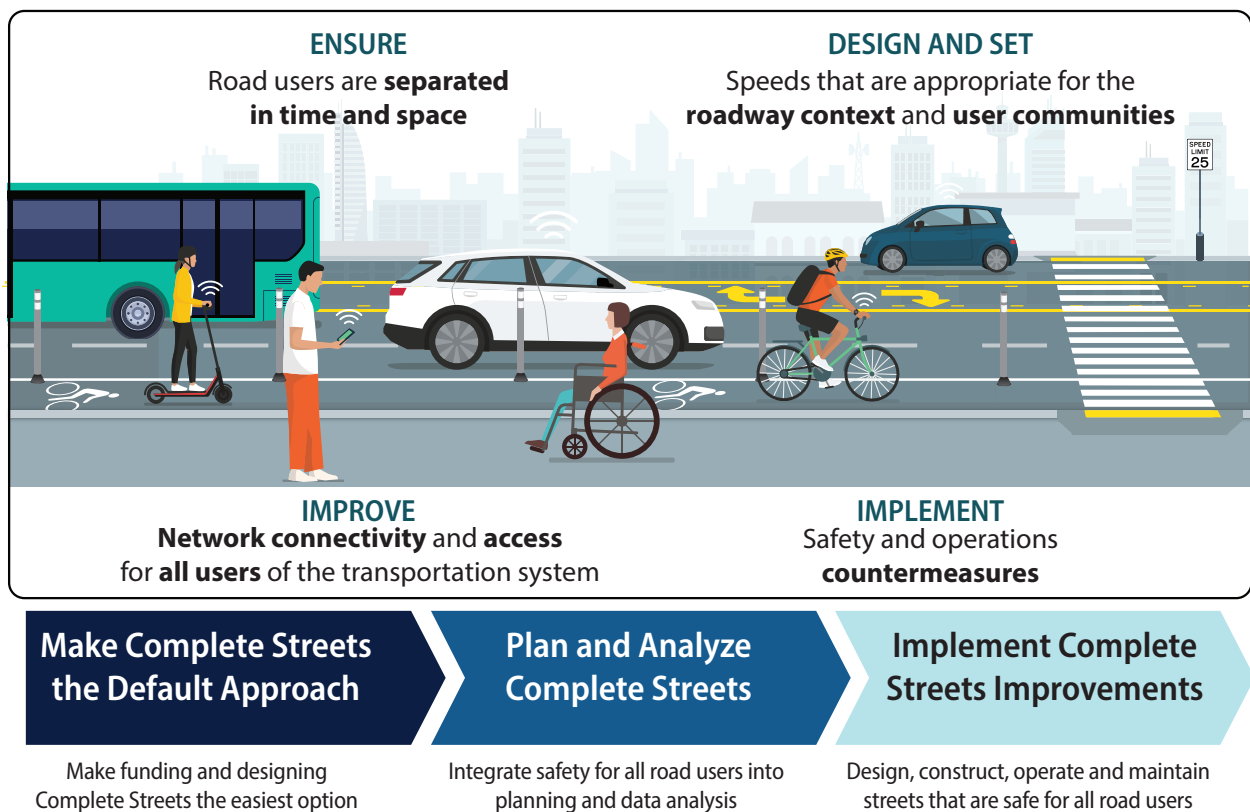 ENSURE
Road users are separated
in time and space
DESIGN AND SET
Speeds that are appropriate for the
roadway context and user communities
SPEED
LIMIT
25
IMPROVE
Network connectivity and access
for all users of the transportation system
IMPLEMENT
Safety and operations
countermeasures
Make Complete Streets
the Default Approach
Plan and Analyze
Complete Streets
Implement Complete
Streets Improvements
Make funding and designing
Complete Streets the easiest option
Integrate safety for all road users into
planning and data analysis
Design, construct, operate and maintain
streets that are safe for all road users